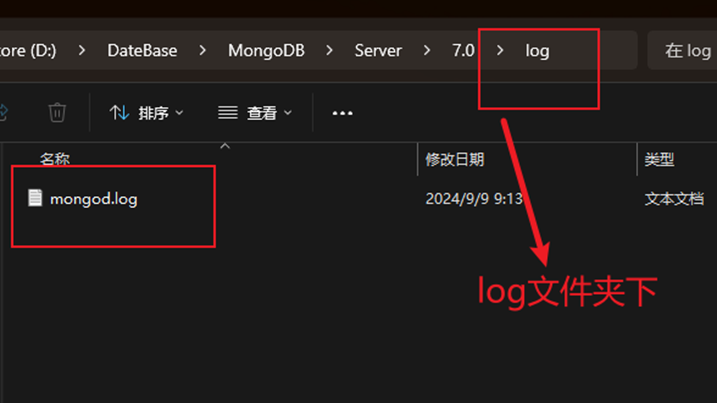 ore (D:) > DateBase > MongoDB > Server > 7.0 > log 在 log
排序 查看 ...
名称 修改日期 类型
mongod.log 2024/9/9 9:13 文本文档
log文件夹下